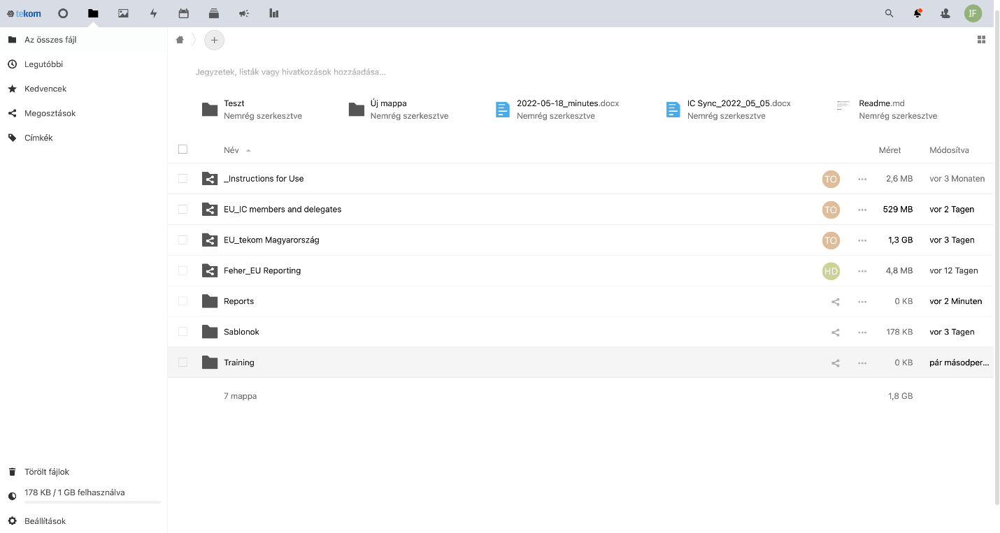 tekom
IF
Az összes fájl
Legutóbbi
Kedvencek
Megosztások
Címkék
Jegyzetek, listák vagy hivatkozások hozzáadása...
Teszt
Nemrég szerkesztve
Új mappa
Nemrég szerkesztve
2022-05-18_minutes.docx
Nemrég szerkesztve
IC Sync_2022_05_05.docx
Nemrég szerkesztve
Readme.md
Nemrég szerkesztve
Név Méret Módosítva
_Instructions for Use TO 2,6 MB vor 3 Monaten
EU_IC members and delegates TO 529 MB vor 2 Tagen
EU_tekom Magyarország TO 1,3 GB vor 3 Tagen
Feher_EU Reporting HD 4,8 MB vor 12 Tagen
Reports 0 KB vor 2 Minuten
Sablonok 178 KB vor 3 Tagen
Training 0 KB pár másodper...
7 mappa 1,8 GB
Törölt fájlok
178 KB / 1 GB felhasználva
Beállítások